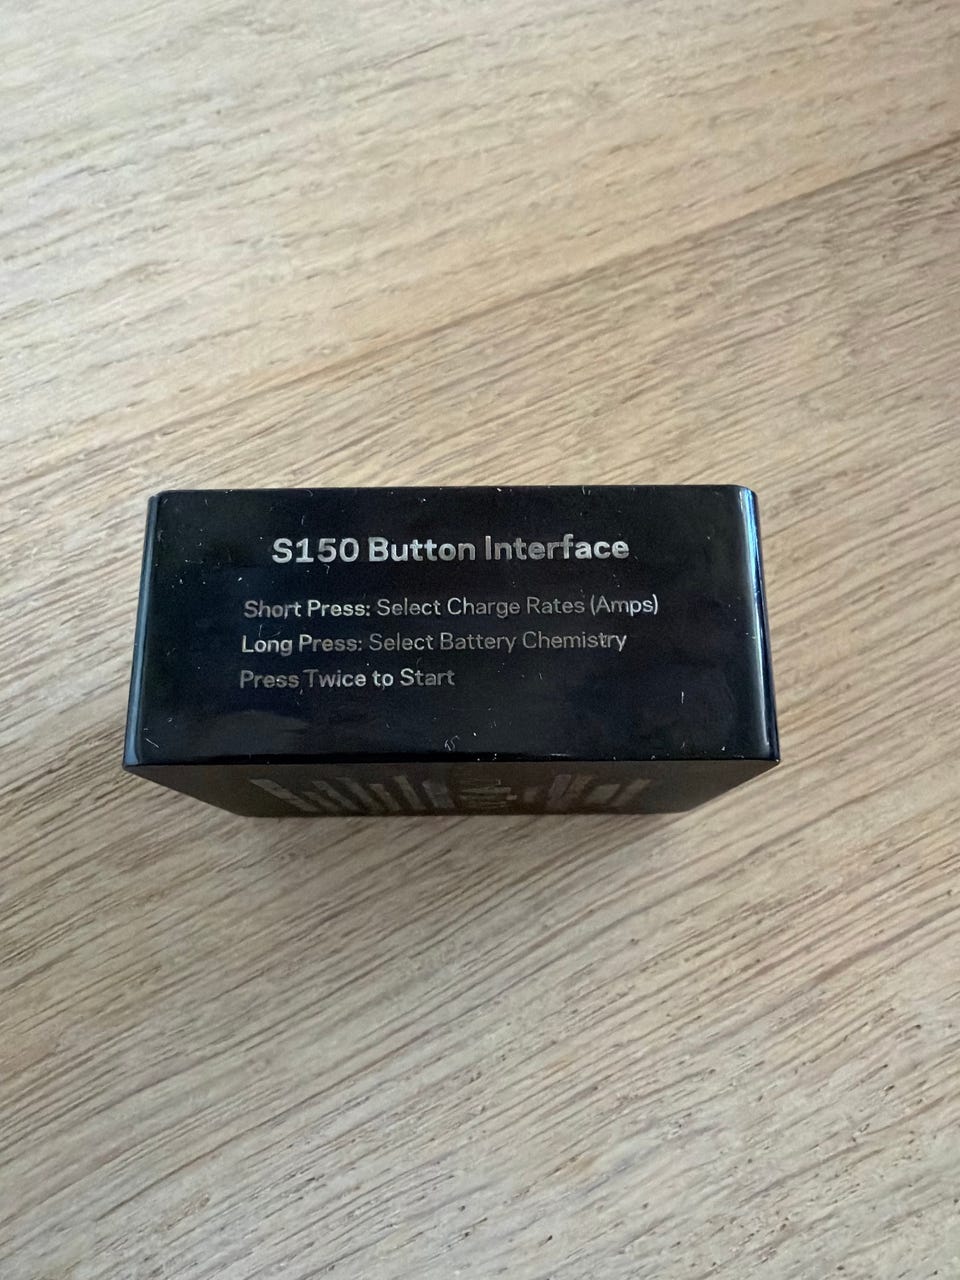 S150 Button Interface
Short Press: Select Charge Rates (Amps)
Long Press: Select Battery Chemistry
Press Twice to Start